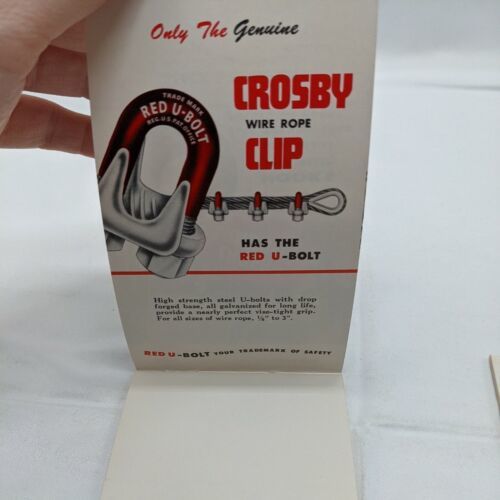 Only The Genuine
CROSBY
WIRE ROPE
CLIP
TRADE MARK
RED U-BOLT
REG. U.S. PAT. OFFICE
HAS THE
RED U-BOLT
High strength steel U-bolts with drop
forged base, all galvanized for long life,
provide a nearly perfect vise-tight grip.
For all sizes of wire rope, ⅛" to 3".
RED U-BOLT YOUR TRADEMARK OF SAFETY